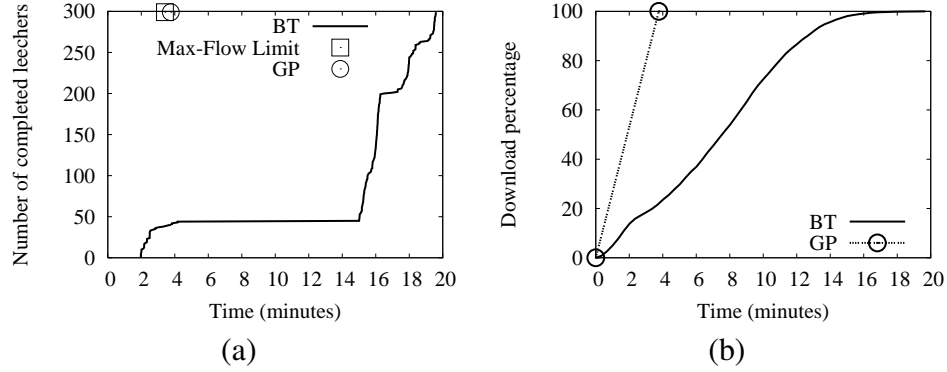 Number of completed leechers
300
250
200
150
100
50
0
BT
Max-Flow Limit
GP
0 2 4 6 8 10 12 14 16 18 20
Time (minutes)
(a)
Download percentage
100
80
60
40
20
0
BT
GP
0 2 4 6 8 10 12 14 16 18 20
Time (minutes)
(b)